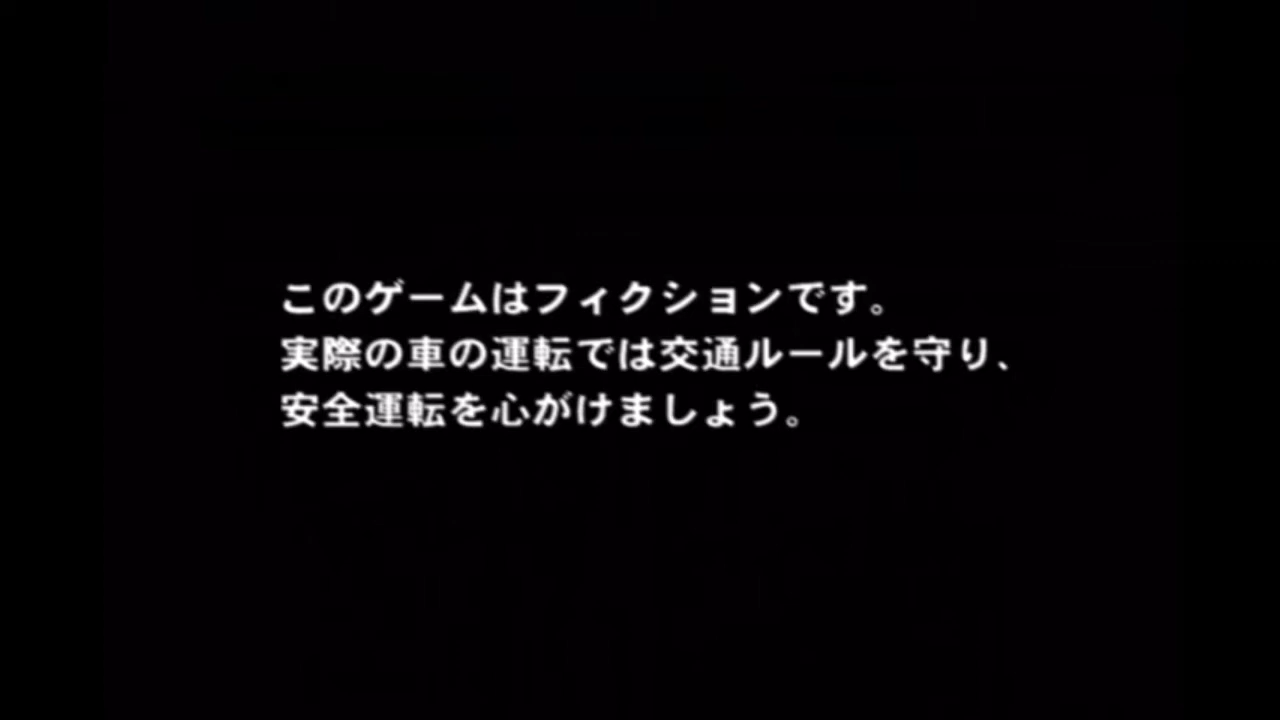 このゲームはフィクションです。
実際の車の運転では交通ルールを守り、
安全運転を心がけましょう。